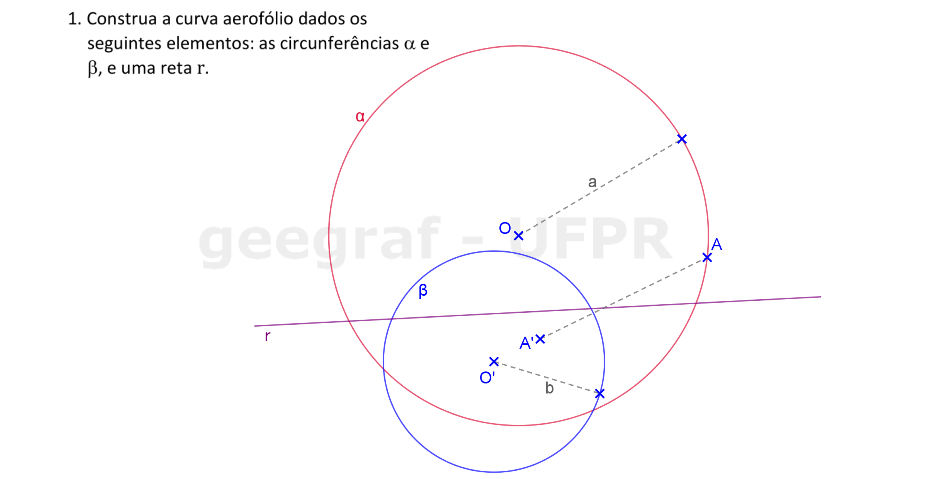 1. Construa a curva aerofólio dados os
seguintes elementos: as circunferências α e
β, e uma reta r.
α
a
O
geegraf - UFPR
A
β
r
A'
O'
b